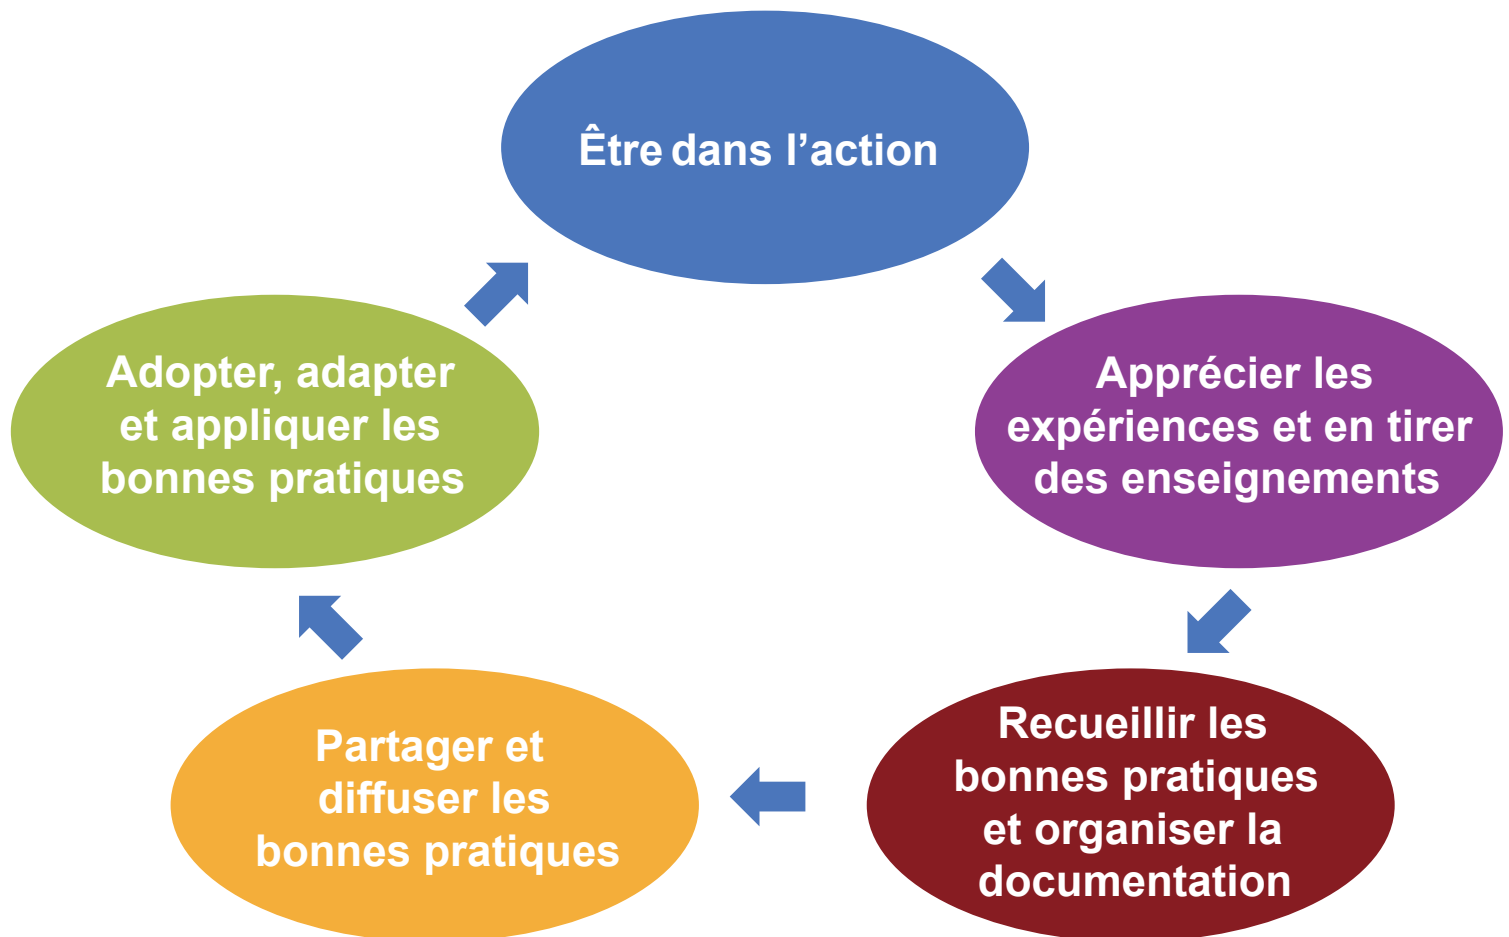 Être dans l’action
Apprécier les
expériences et en tirer
des enseignements
Recueillir les
bonnes pratiques
et organiser la
documentation
Partager et
diffuser les
bonnes pratiques
Adopter, adapter
et appliquer les
bonnes pratiques